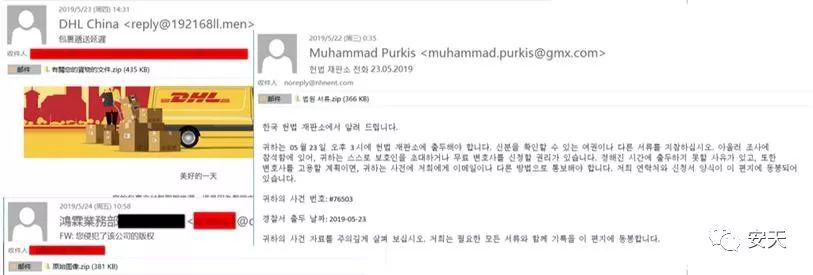 2019/5/23 (周四) 14:31
DHL China <reply@192168ll.men>
包裹递送延遲
收件人
邮件 有關您的貨物的文件.zip (435 KB)
DHL
美好的一天
2019/5/24 (周五) 10:58
鴻霖業務部
FW: 您侵犯了该公司的版权
收件人
邮件 原始图像.zip (381 KB)
2019/5/22 (周三) 0:35
Muhammad Purkis <muhammad.purkis@gmx.com>
헌법 재판소 전화 23.05.2019
收件人 noreply@nhnent.com
邮件 법원 서류.zip (366 KB)
한국 헌법 재판소에서 알려 드립니다.
귀하는 05월 23일, 오후 3시에 헌법 재판소에 출두해야 합니다. 신분을 확인할 수 있는 여권이나 다른 서류를 지참하십시오. 아울러 조사에
참석함에 있어, 귀하는 스스로 보호인을 초대하거나 무료 변호사를 신청할 권리가 있습니다. 정해진 시간에 출두하지 못할 사유가 있고, 또한
변호사를 고용할 계획이면, 귀하는 사건에 저희에게 이메일이나 다른 방법으로 통보해야 합니다. 저희 연락처와 신청서 양식이 이 편지에 동봉되어
있습니다.
귀하의 사건 번호: #76503
경찰서 출두 날짜: 2019-05-23
귀하의 사건 자료를 주의깊게 살펴 보십시오. 저희는 필요한 모든 서류와 함께 기록을 이 편지에 동봉합니다.
安天